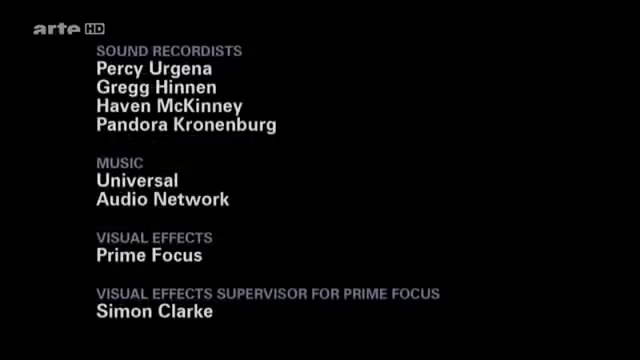 arte HD
SOUND RECORDISTS
Percy Urgena
Gregg Hinnen
Haven McKinney
Pandora Kronenburg
MUSIC
Universal
Audio Network
VISUAL EFFECTS
Prime Focus
VISUAL EFFECTS SUPERVISOR FOR PRIME FOCUS
Simon Clarke